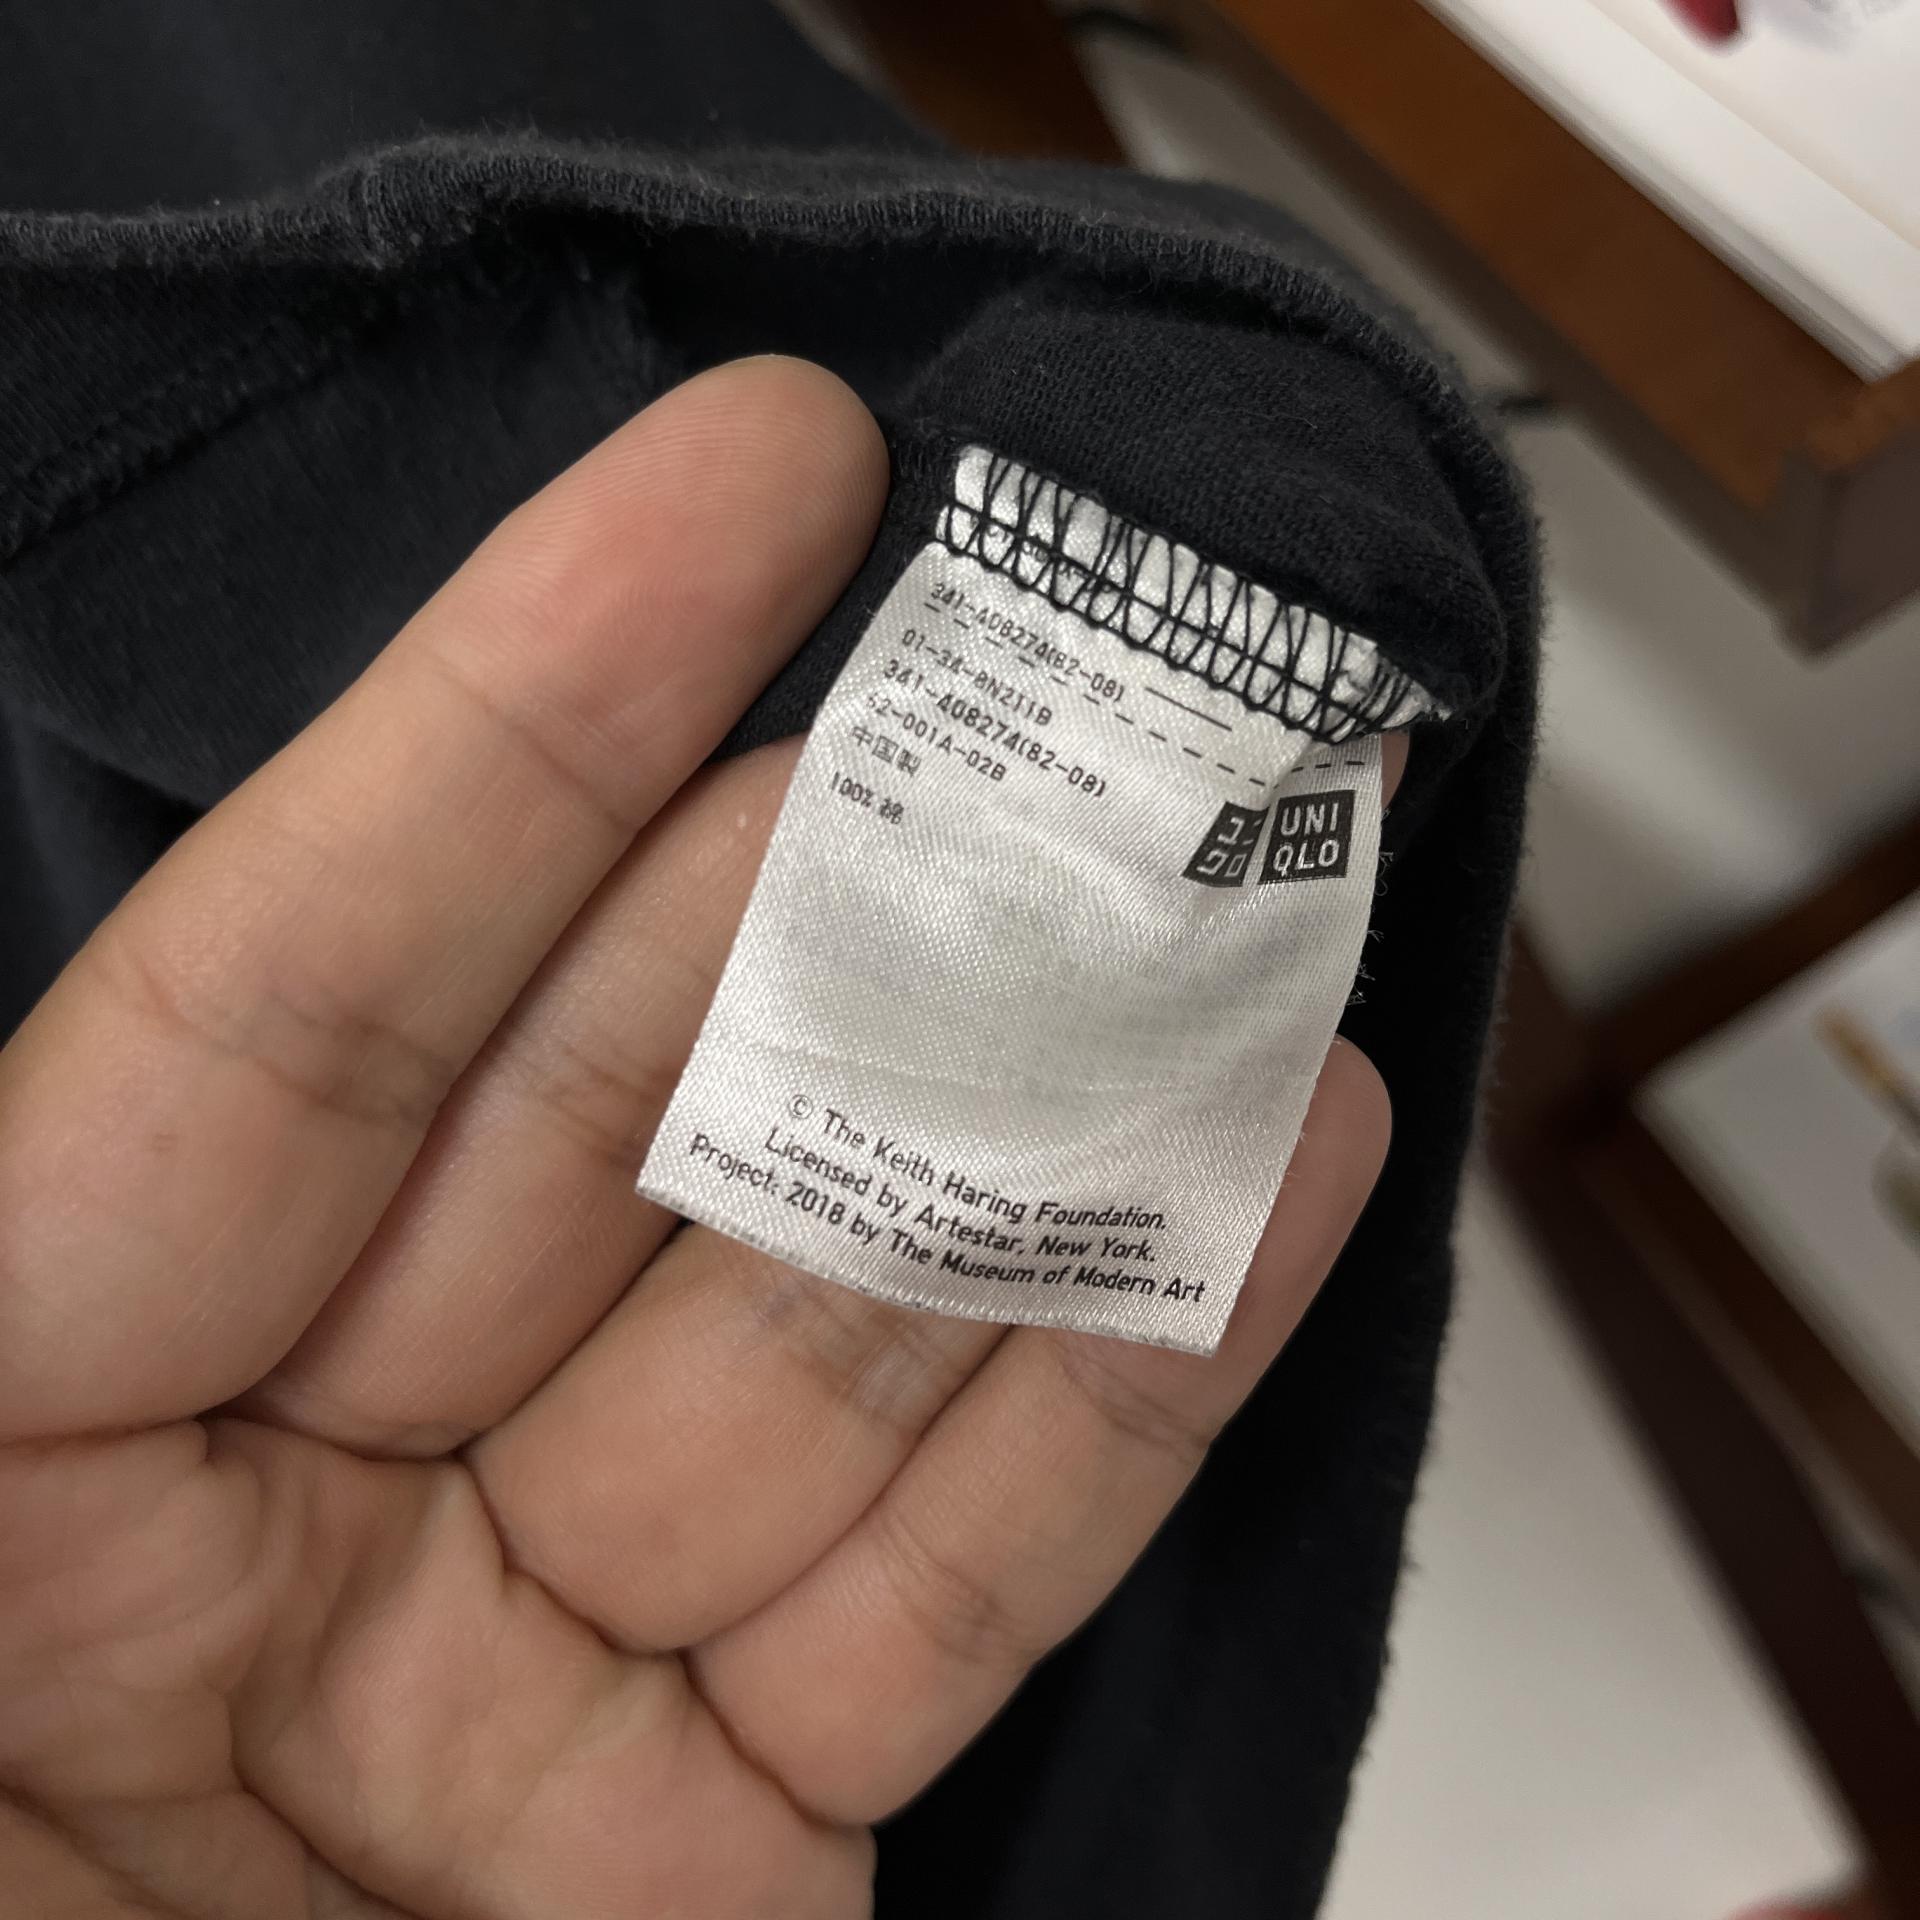 341-408274(82-08)
01-3A-8N211B
341-408274(82-08)
62-001A-02B
中国製
100% 綿
ユニ
クロ
UNI
QLO
© The Keith Haring Foundation.
Licensed by Artestar, New York.
Project: 2018 by The Museum of Modern Art